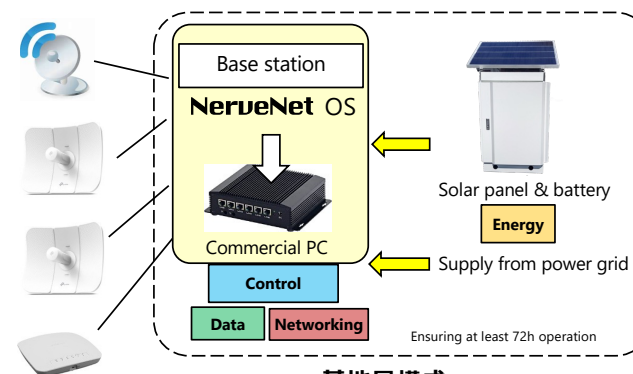 Base station
NerveNet OS
Commercial PC
Control
Data
Networking
Solar panel & battery
Energy
Supply from power grid
Ensuring at least 72h operation